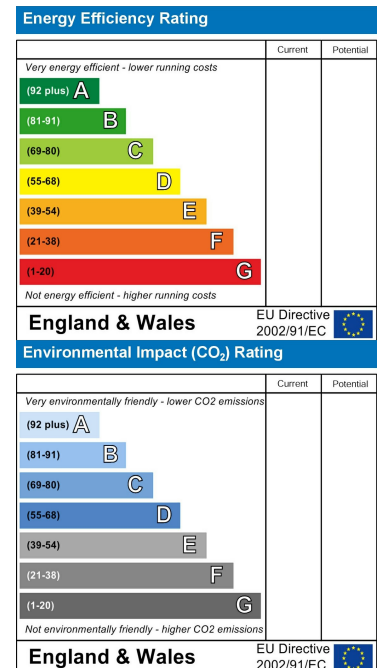 Energy Efficiency Rating
Current Potential
Very energy efficient - lower running costs
(92 plus) A
(81-91) B
(69-80) C
(55-68) D
(39-54) E
(21-38) F
(1-20) G
Not energy efficient - higher running costs
England & Wales EU Directive
2002/91/EC
Environmental Impact (CO₂) Rating
Current Potential
Very environmentally friendly - lower CO2 emissions
(92 plus) A
(81-91) B
(69-80) C
(55-68) D
(39-54) E
(21-38) F
(1-20) G
Not environmentally friendly - higher CO2 emissions
England & Wales EU Directive
2002/91/EC